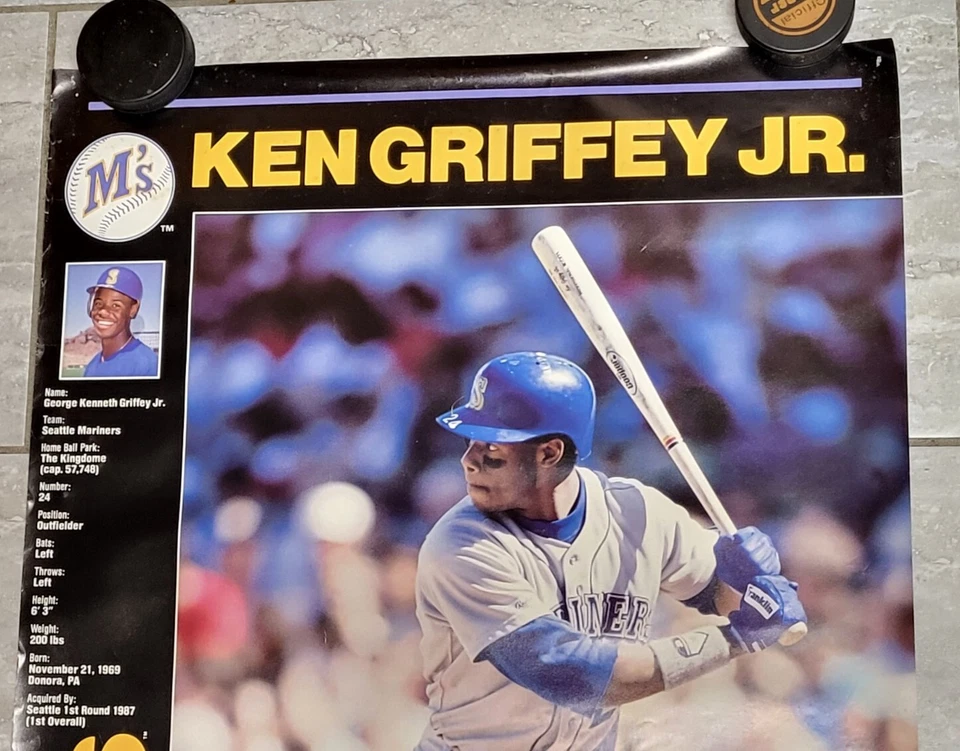 Official
KEN GRIFFEY JR.
M's
TM
S
Name:
George Kenneth Griffey Jr.
Team:
Seattle Mariners
Home Ball Park:
The Kingdome
(cap. 57,748)
Number:
24
Position:
Outfielder
Bats:
Left
Throws:
Left
Height:
6' 3"
Weight:
200 lbs
Born:
November 21, 1969
Donora, PA
Acquired By:
Seattle 1st Round 1987
(1st Overall)
S
24
Franklin